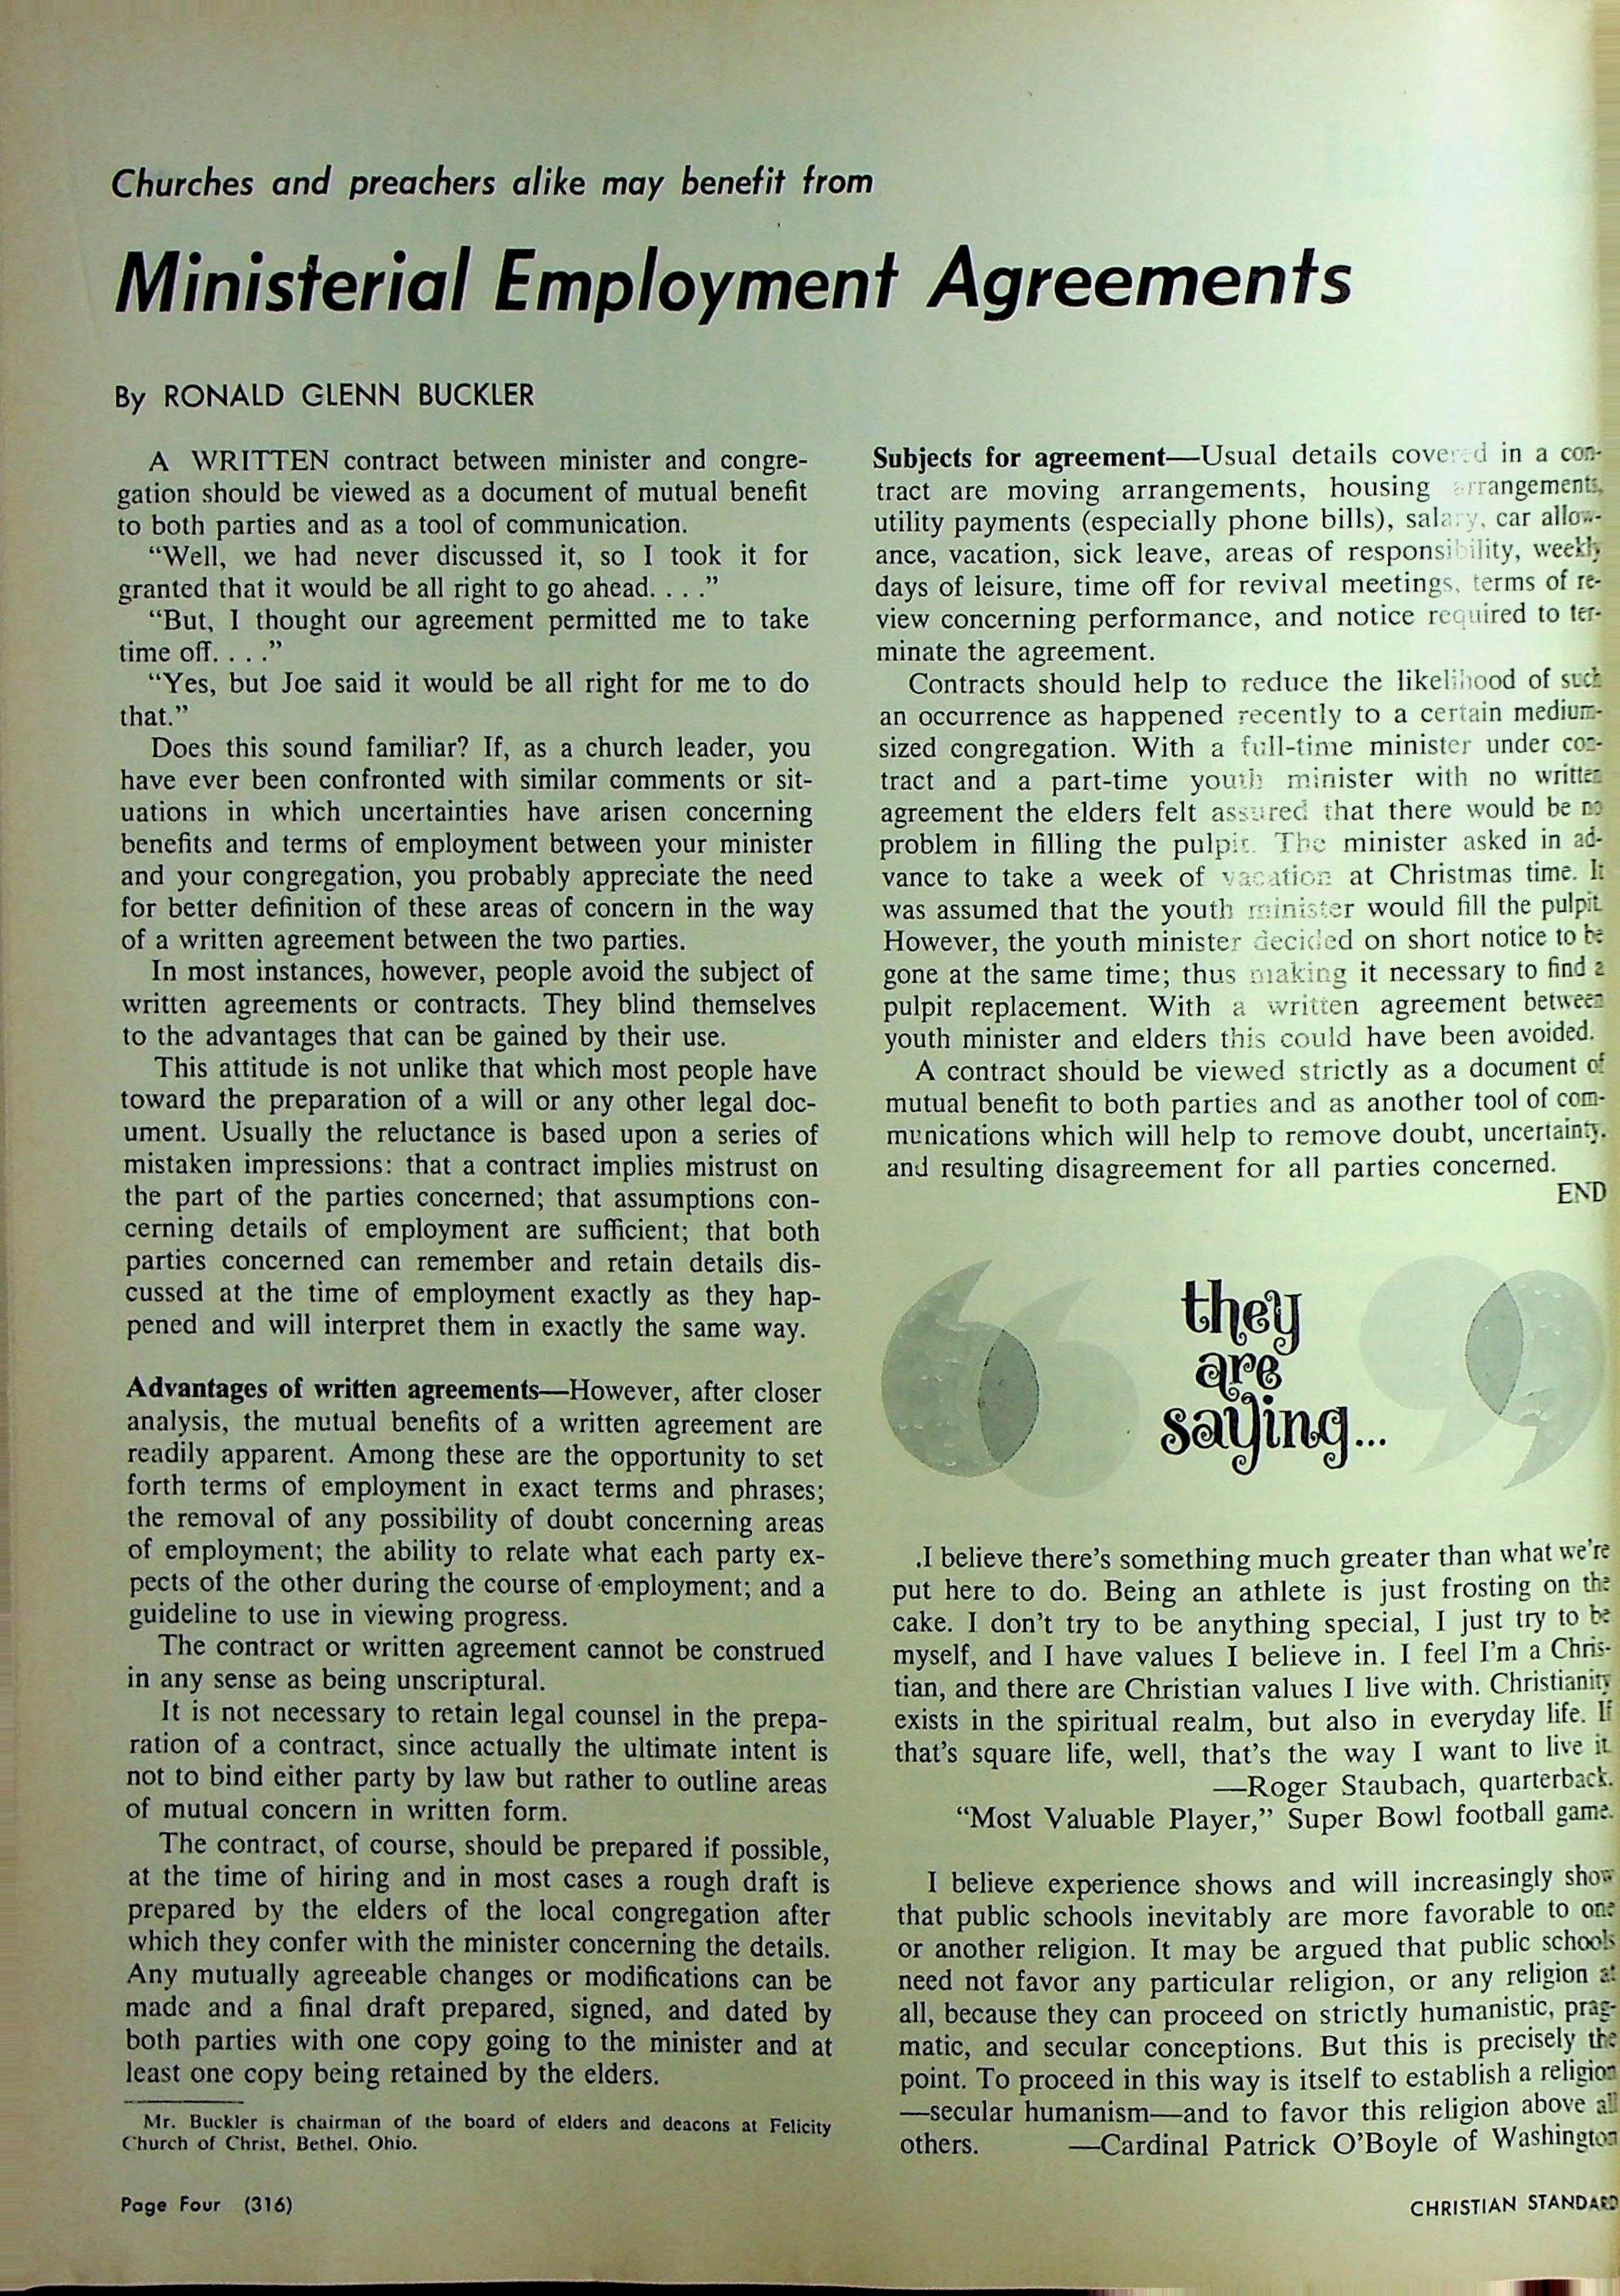 Churches and preachers alike may benefit from
Ministerial Employment Agreements
By RONALD GLENN BUCKLER
A WRITTEN contract between minister and congre-
gation should be viewed as a document of mutual benefit
to both parties and as a tool of communication.
“Well, we had never discussed it, so I took it for
granted that it would be all right to go ahead. . . .”
“But, I thought our agreement permitted me to take
time off. . . .”
“Yes, but Joe said it would be all right for me to do
that.”
Does this sound familiar? If, as a church leader, you
have ever been confronted with similar comments or sit-
uations in which uncertainties have arisen concerning
benefits and terms of employment between your minister
and your congregation, you probably appreciate the need
for better definition of these areas of concern in the way
of a written agreement between the two parties.
In most instances, however, people avoid the subject of
written agreements or contracts. They blind themselves
to the advantages that can be gained by their use.
This attitude is not unlike that which most people have
toward the preparation of a will or any other legal doc-
ument. Usually the reluctance is based upon a series of
mistaken impressions: that a contract implies mistrust on
the part of the parties concerned; that assumptions con-
cerning details of employment are sufficient; that both
parties concerned can remember and retain details dis-
cussed at the time of employment exactly as they hap-
pened and will interpret them in exactly the same way.
Advantages of written agreements—However, after closer
analysis, the mutual benefits of a written agreement are
readily apparent. Among these are the opportunity to set
forth terms of employment in exact terms and phrases;
the removal of any possibility of doubt concerning areas
of employment; the ability to relate what each party ex-
pects of the other during the course of employment; and a
guideline to use in viewing progress.
The contract or written agreement cannot be construed
in any sense as being unscriptural.
It is not necessary to retain legal counsel in the prepa-
ration of a contract, since actually the ultimate intent is
not to bind either party by law but rather to outline areas
of mutual concern in written form.
The contract, of course, should be prepared if possible,
at the time of hiring and in most cases a rough draft is
prepared by the elders of the local congregation after
which they confer with the minister concerning the details.
Any mutually agreeable changes or modifications can be
made and a final draft prepared, signed, and dated by
both parties with one copy going to the minister and at
least one copy being retained by the elders.
Mr. Buckler is chairman of the board of elders and deacons at Felicity
Church of Christ, Bethel, Ohio.
Subjects for agreement—Usual details covered in a con-
tract are moving arrangements, housing arrangements,
utility payments (especially phone bills), salary, car allow-
ance, vacation, sick leave, areas of responsibility, weekly
days of leisure, time off for revival meetings, terms of re-
view concerning performance, and notice required to ter-
minate the agreement.
Contracts should help to reduce the likelihood of such
an occurrence as happened recently to a certain medium-
sized congregation. With a full-time minister under con-
tract and a part-time youth minister with no written
agreement the elders felt assured that there would be no
problem in filling the pulpit. The minister asked in ad-
vance to take a week of vacation at Christmas time. It
was assumed that the youth minister would fill the pulpit.
However, the youth minister decided on short notice to be
gone at the same time; thus making it necessary to find a
pulpit replacement. With a written agreement between
youth minister and elders this could have been avoided.
A contract should be viewed strictly as a document of
mutual benefit to both parties and as another tool of com-
munications which will help to remove doubt, uncertainty,
and resulting disagreement for all parties concerned.
END
they
are
saying...
.I believe there’s something much greater than what we’re
put here to do. Being an athlete is just frosting on the
cake. I don’t try to be anything special, I just try to be
myself, and I have values I believe in. I feel I’m a Chris-
tian, and there are Christian values I live with. Christianity
exists in the spiritual realm, but also in everyday life. If
that’s square life, well, that’s the way I want to live it.
—Roger Staubach, quarterback.
“Most Valuable Player,” Super Bowl football game.
I believe experience shows and will increasingly show
that public schools inevitably are more favorable to one
or another religion. It may be argued that public schools
need not favor any particular religion, or any religion at
all, because they can proceed on strictly humanistic, prag-
matic, and secular conceptions. But this is precisely the
point. To proceed in this way is itself to establish a religion
—secular humanism—and to favor this religion above all
others. —Cardinal Patrick O’Boyle of Washington
Page Four (316)
CHRISTIAN STANDARD